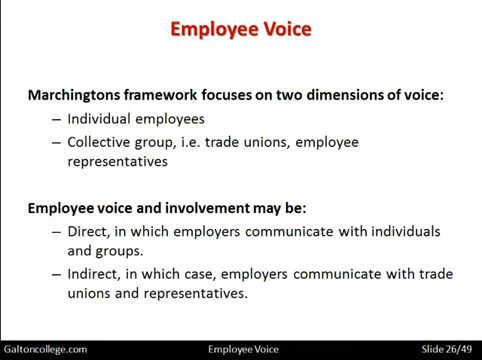 Employee Voice
Marchingtons framework focuses on two dimensions of voice:
– Individual employees
– Collective group, i.e. trade unions, employee
representatives
Employee voice and involvement may be:
– Direct, in which employers communicate with individuals
and groups.
– Indirect, in which case, employers communicate with trade
unions and representatives.
Galtoncollege.com Employee Voice Slide 26/49